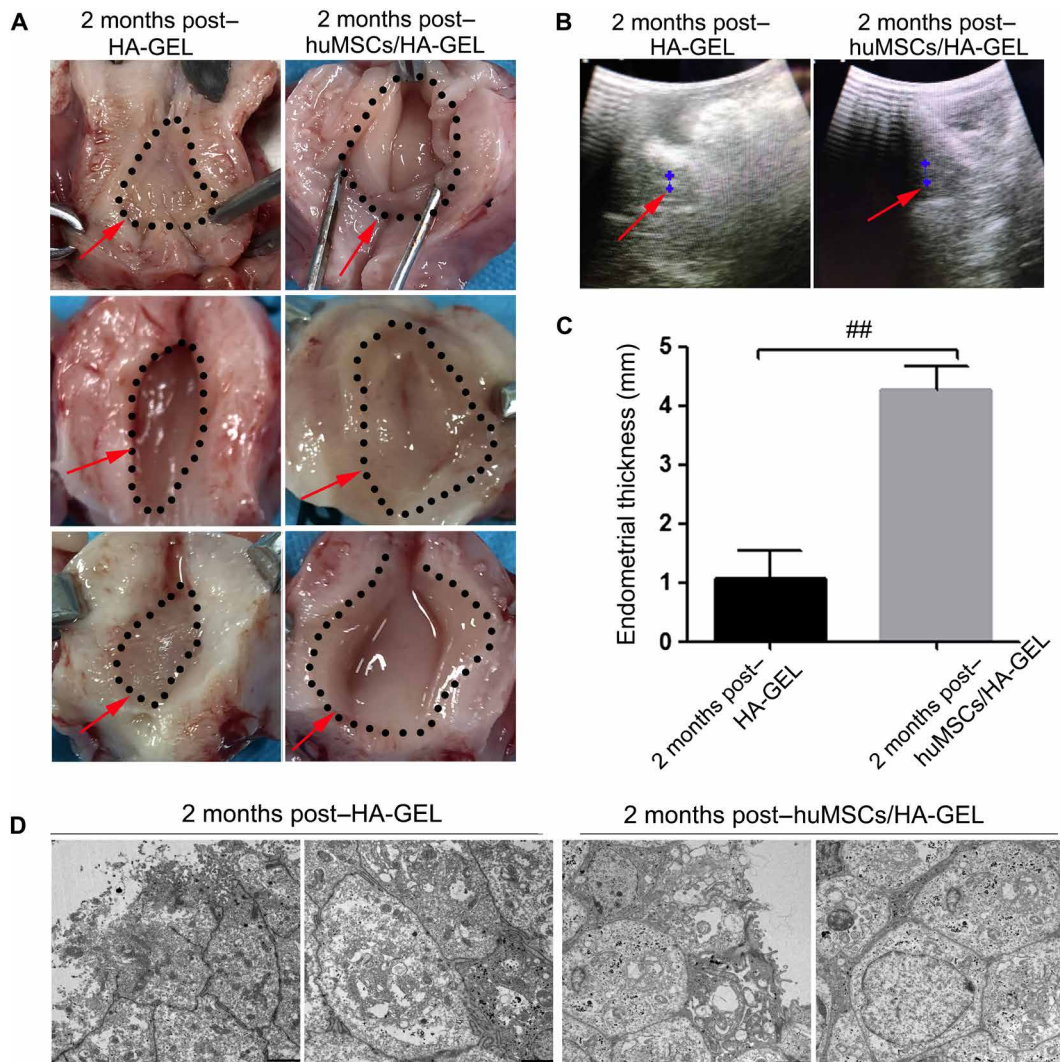 A
2 months post–
HA-GEL
2 months post–
huMSCs/HA-GEL
B
2 months post–
HA-GEL
2 months post–
huMSCs/HA-GEL
C
##
Endometrial thickness (mm)
5
4
3
2
1
0
2 months post–
HA-GEL
2 months post–
huMSCs/HA-GEL
D
2 months post–HA-GEL
2 months post–huMSCs/HA-GEL